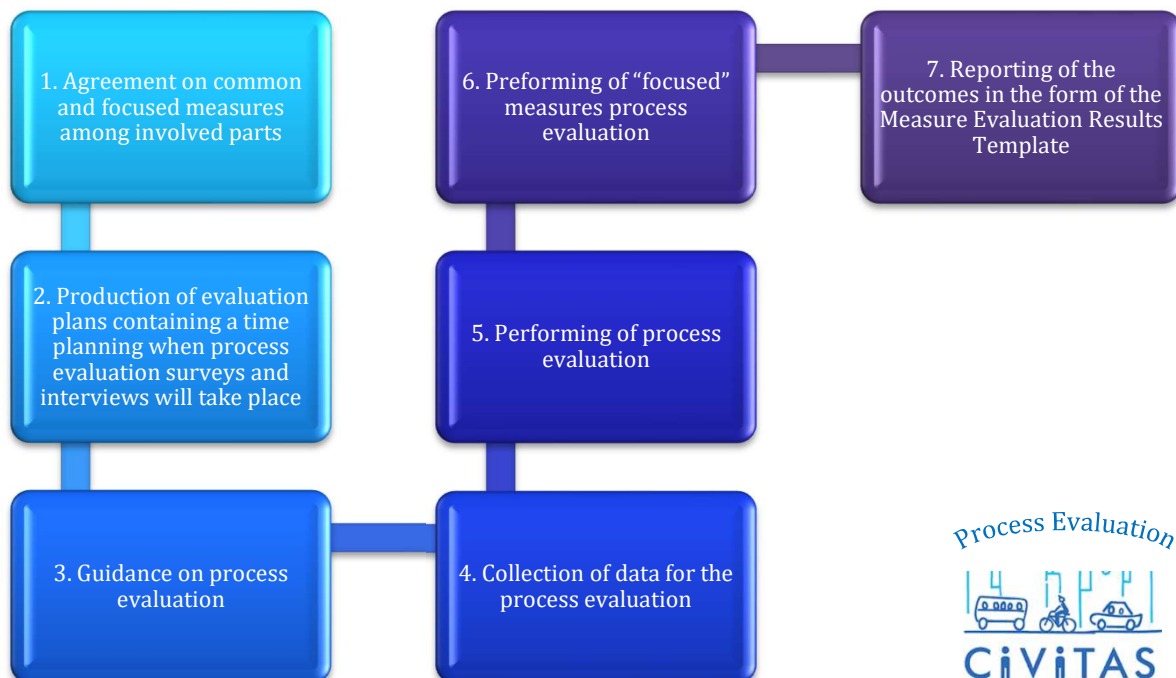 1. Agreement on common
and focused measures
among involved parts
2. Production of evaluation
plans containing a time
planning when process
evaluation surveys and
interviews will take place
3. Guidance on process
evaluation
4. Collection of data for the
process evaluation
5. Performing of process
evaluation
6. Preforming of “focused”
measures process
evaluation
7. Reporting of the
outcomes in the form of the
Measure Evaluation Results
Template
Process Evaluation
CiViTAS